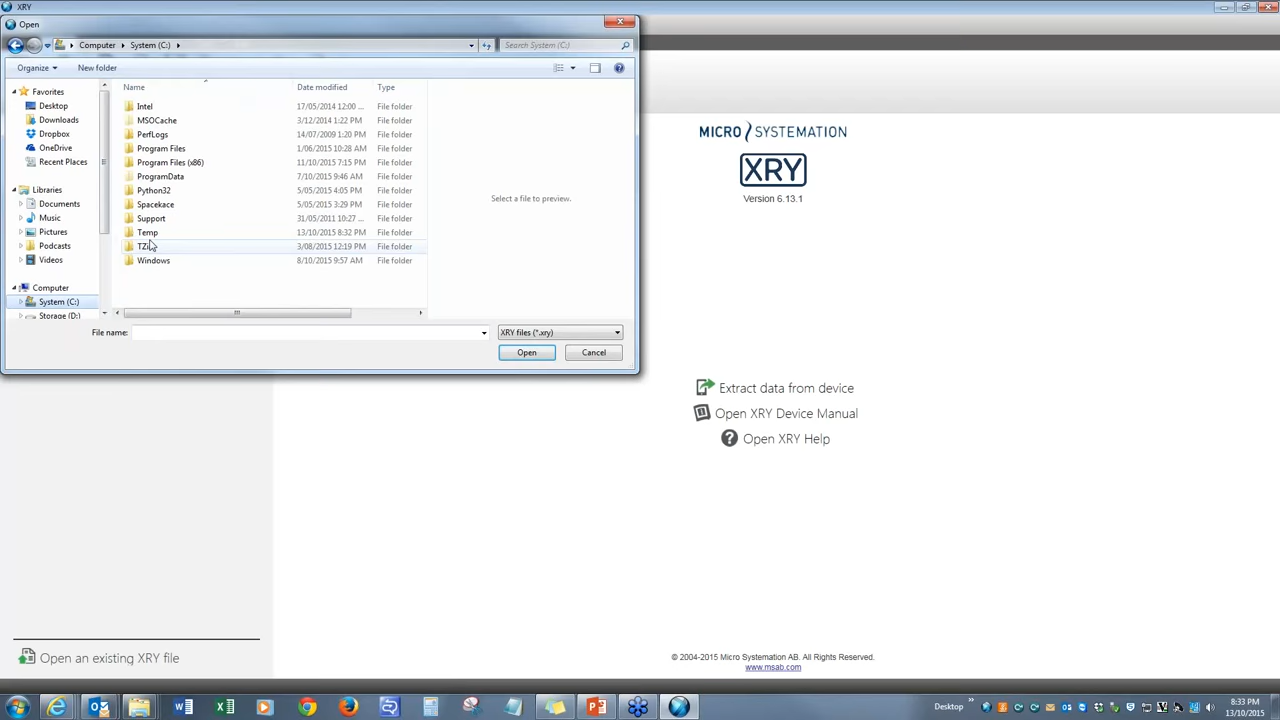 XRY
Open
Computer System (C:)
Search System (C:)
Organize New folder
Name Date modified Type
Favorites
Desktop
Downloads
Dropbox
OneDrive
Recent Places
Libraries
Documents
Music
Pictures
Podcasts
Videos
Computer
System (C:)
Storage (D:)
Intel 17/05/2014 12:00 ... File folder
MSOCache 3/12/2014 1:22 PM File folder
PerfLogs 14/07/2009 1:20 PM File folder
Program Files 1/06/2015 10:28 AM File folder
Program Files (x86) 11/10/2015 7:15 PM File folder
ProgramData 7/10/2015 9:46 AM File folder
Python32 5/05/2015 4:05 PM File folder
Spacekace 5/05/2015 3:29 PM File folder
Support 31/05/2011 10:27 ... File folder
Temp 13/10/2015 8:32 PM File folder
3/08/2015 12:19 PM File folder
Windows 8/10/2015 9:57 AM File folder
Select a file to preview.
File name: XRY files (*.xry)
Open Cancel
MICRO SYSTEMATION
XRY
Version 6.13.1
Extract data from device
Open XRY Device Manual
Open XRY Help
Open an existing XRY file
© 2004-2015 Micro Systemation AB. All Rights Reserved.
www.msab.com
Desktop
8:33 PM
13/10/2015